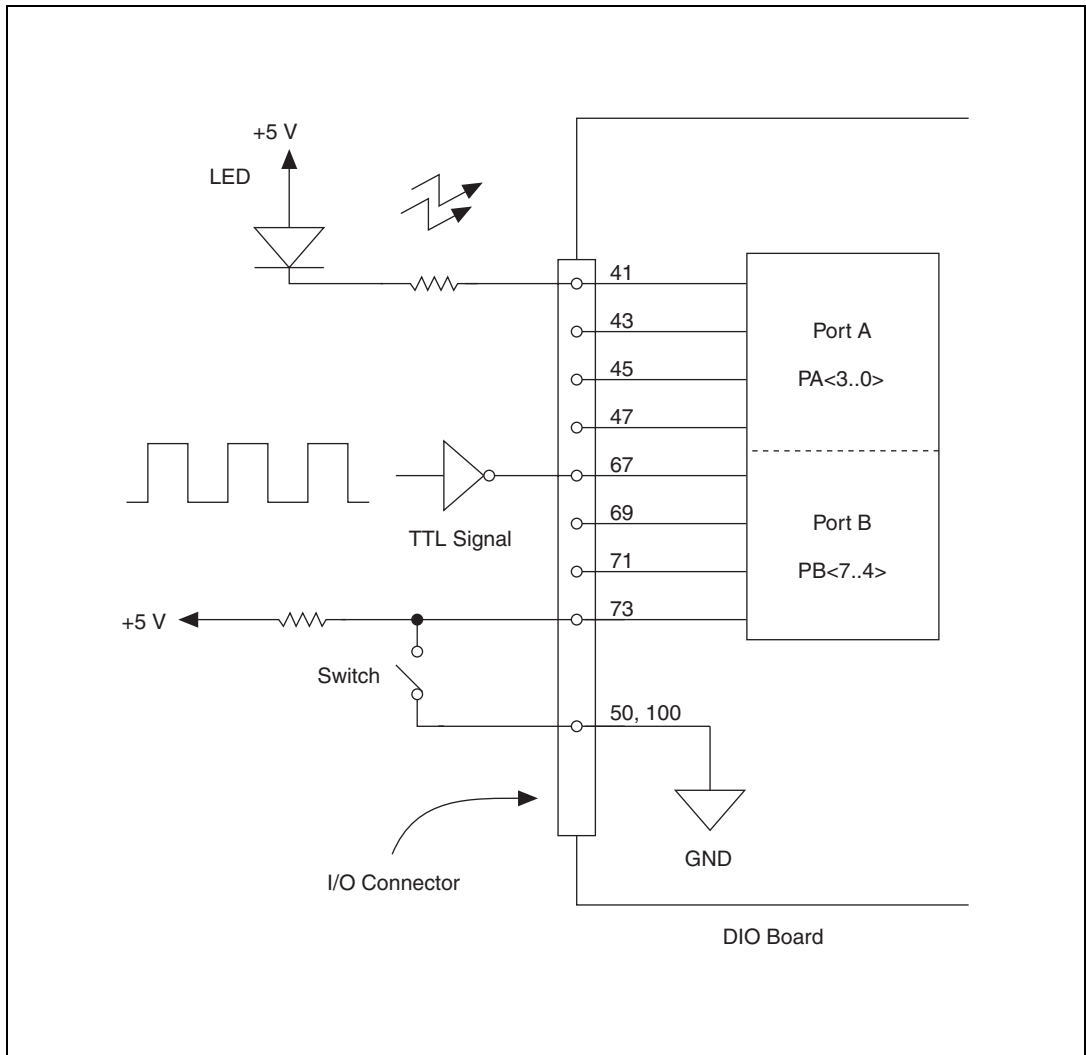 +5 V
LED
41
43
Port A
45
PA<3..0>
47
67
69
Port B
TTL Signal
71
PB<7..4>
73
+5 V
Switch
50, 100
GND
I/O Connector
DIO Board